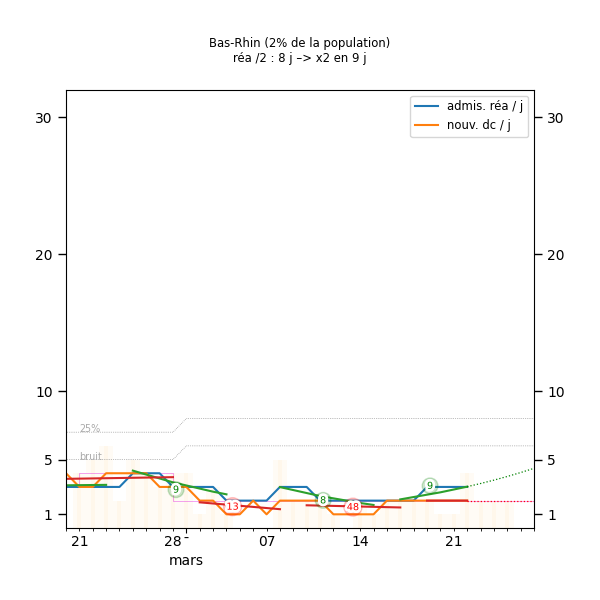 Bas-Rhin (2% de la population)
réa /2 : 8 j –> x2 en 9 j
admis. réa / j
nouv. dc / j
30 30
20 20
10 10
25%
bruit
5 5
9 13 8 48 9
1 1
21 28 07 14 21
mars